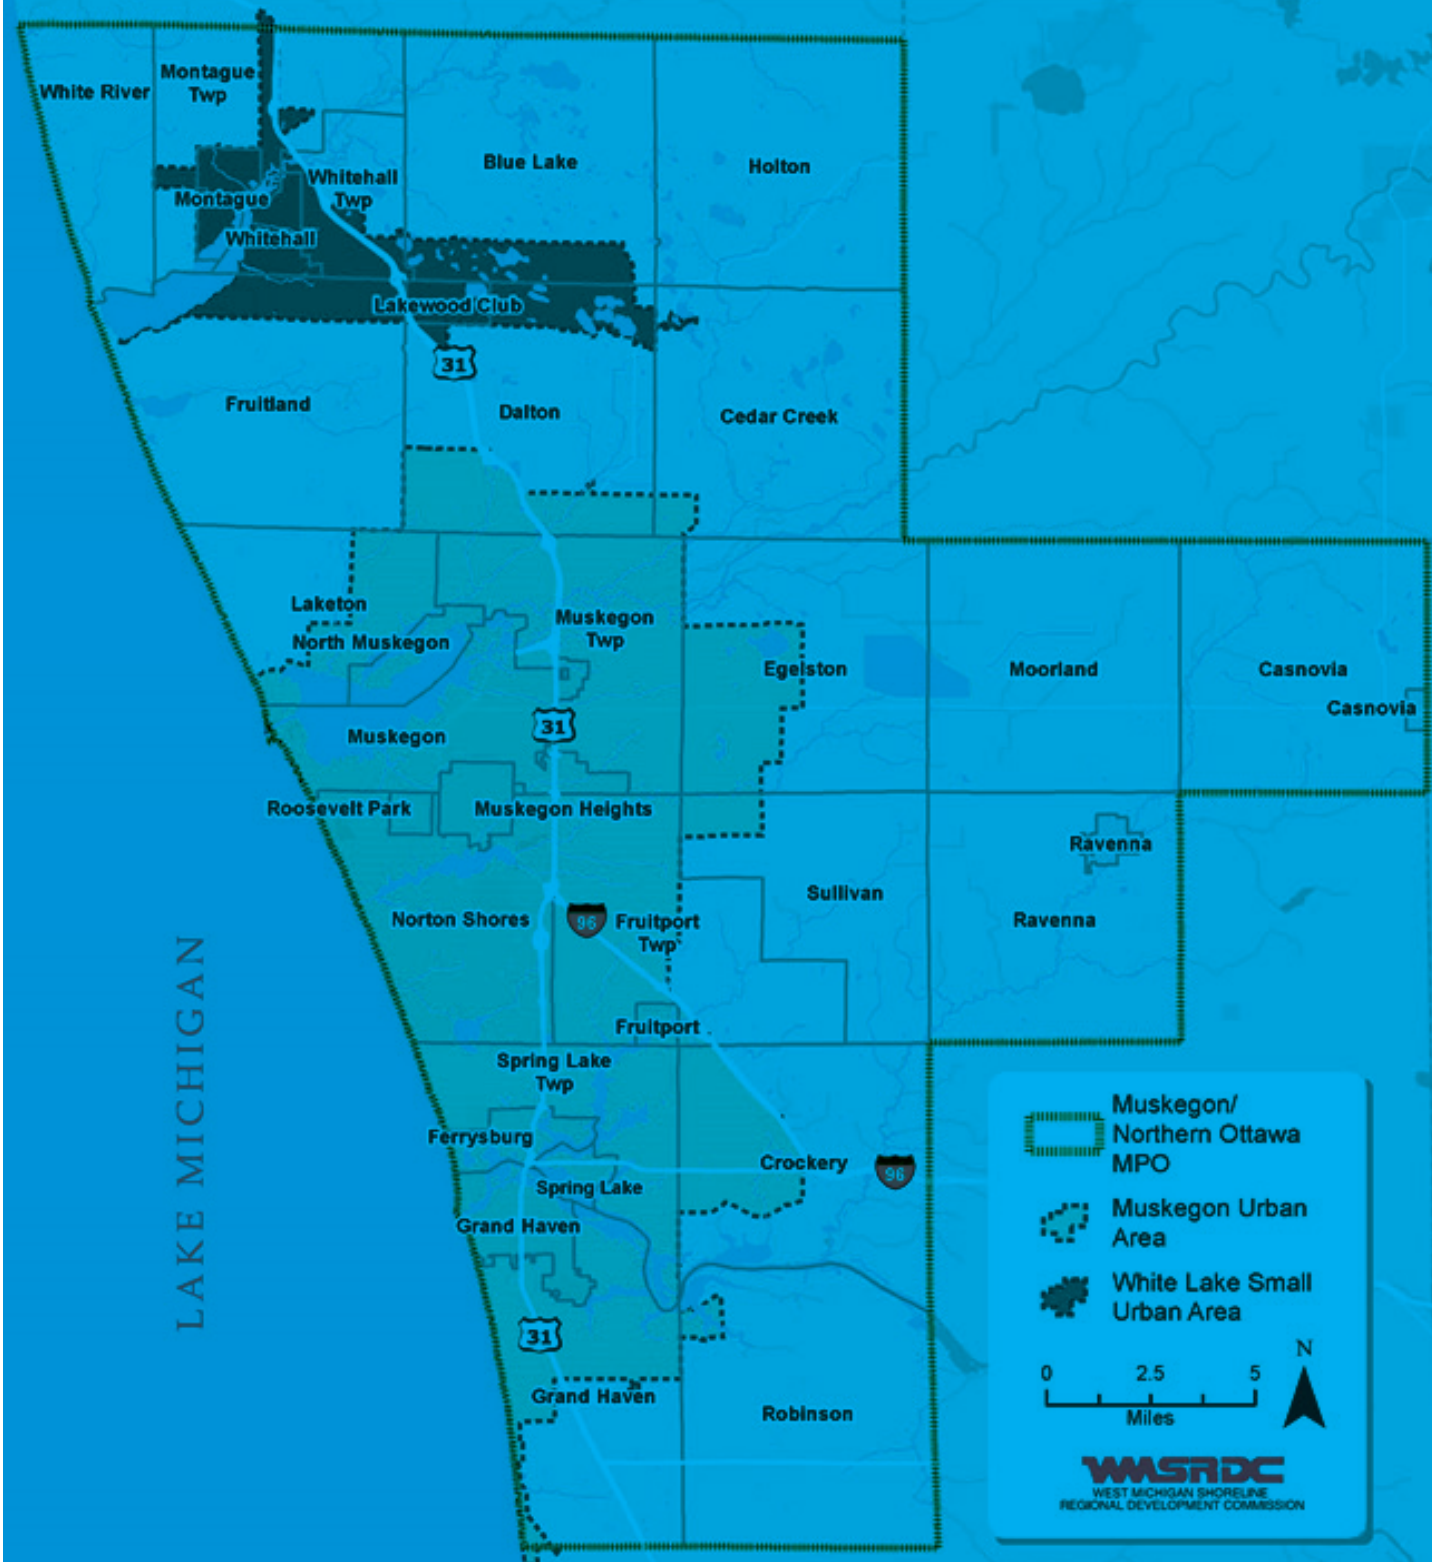 White River
Montague
Twp
Blue Lake
Holton
Whitehall
Twp
Montague
Whitehall
Lakewood Club
31
Fruitland
Dalton
Cedar Creek
Laketon
North Muskegon
Muskegon
Twp
Egelston
Moorland
Casnovia
Casnovia
31
Muskegon
Roosevelt Park
Muskegon Heights
Ravenna
Sullivan
Norton Shores
96
Fruitport
Twp
Ravenna
Fruitport
LAKE MICHIGAN
Spring Lake
Twp
Ferrysburg
Crockery
96
Spring Lake
Grand Haven
31
Grand Haven
Robinson
Muskegon/
Northern Ottawa
MPO
Muskegon Urban
Area
White Lake Small
Urban Area
N
0 2.5 5
Miles
WMSRDC
WEST MICHIGAN SHORELINE
REGIONAL DEVELOPMENT COMMISSION